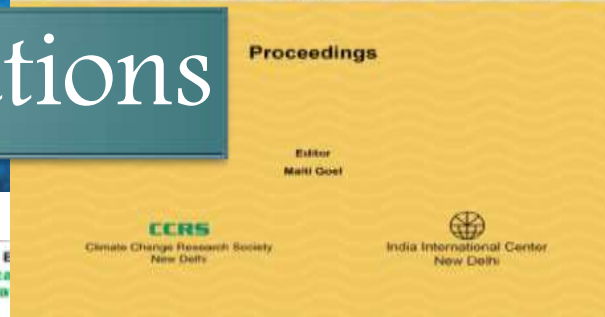 tions
Proceedings
Editor
Malti Goel
CCRS
Climate Change Research Society
New Delhi
India International Center
New Delhi